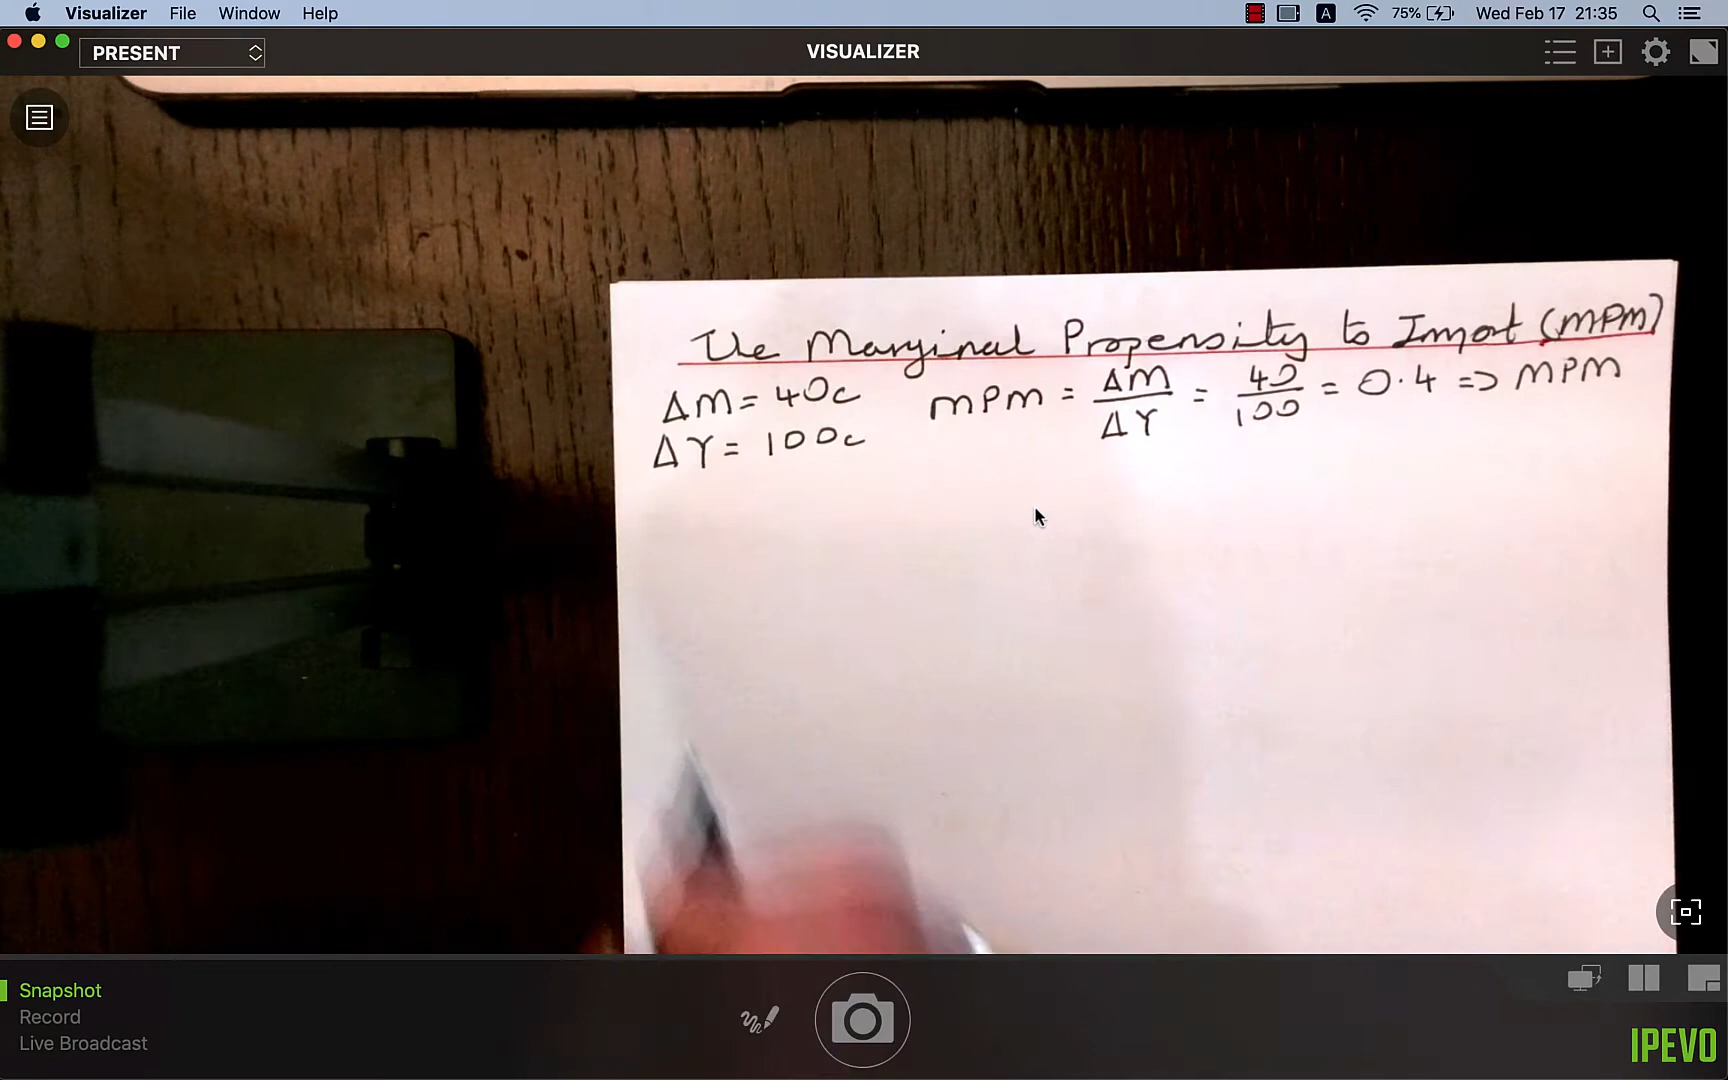 Visualizer File Window Help A 75% Wed Feb 17 21:35
PRESENT VISUALIZER
The Marginal Propensity to Impot (MPM)
ΔM = 40c MPM = ΔM/ΔY = 40/100 = 0.4 => MPM
ΔY = 100c
Snapshot
Record
Live Broadcast
IPEVO